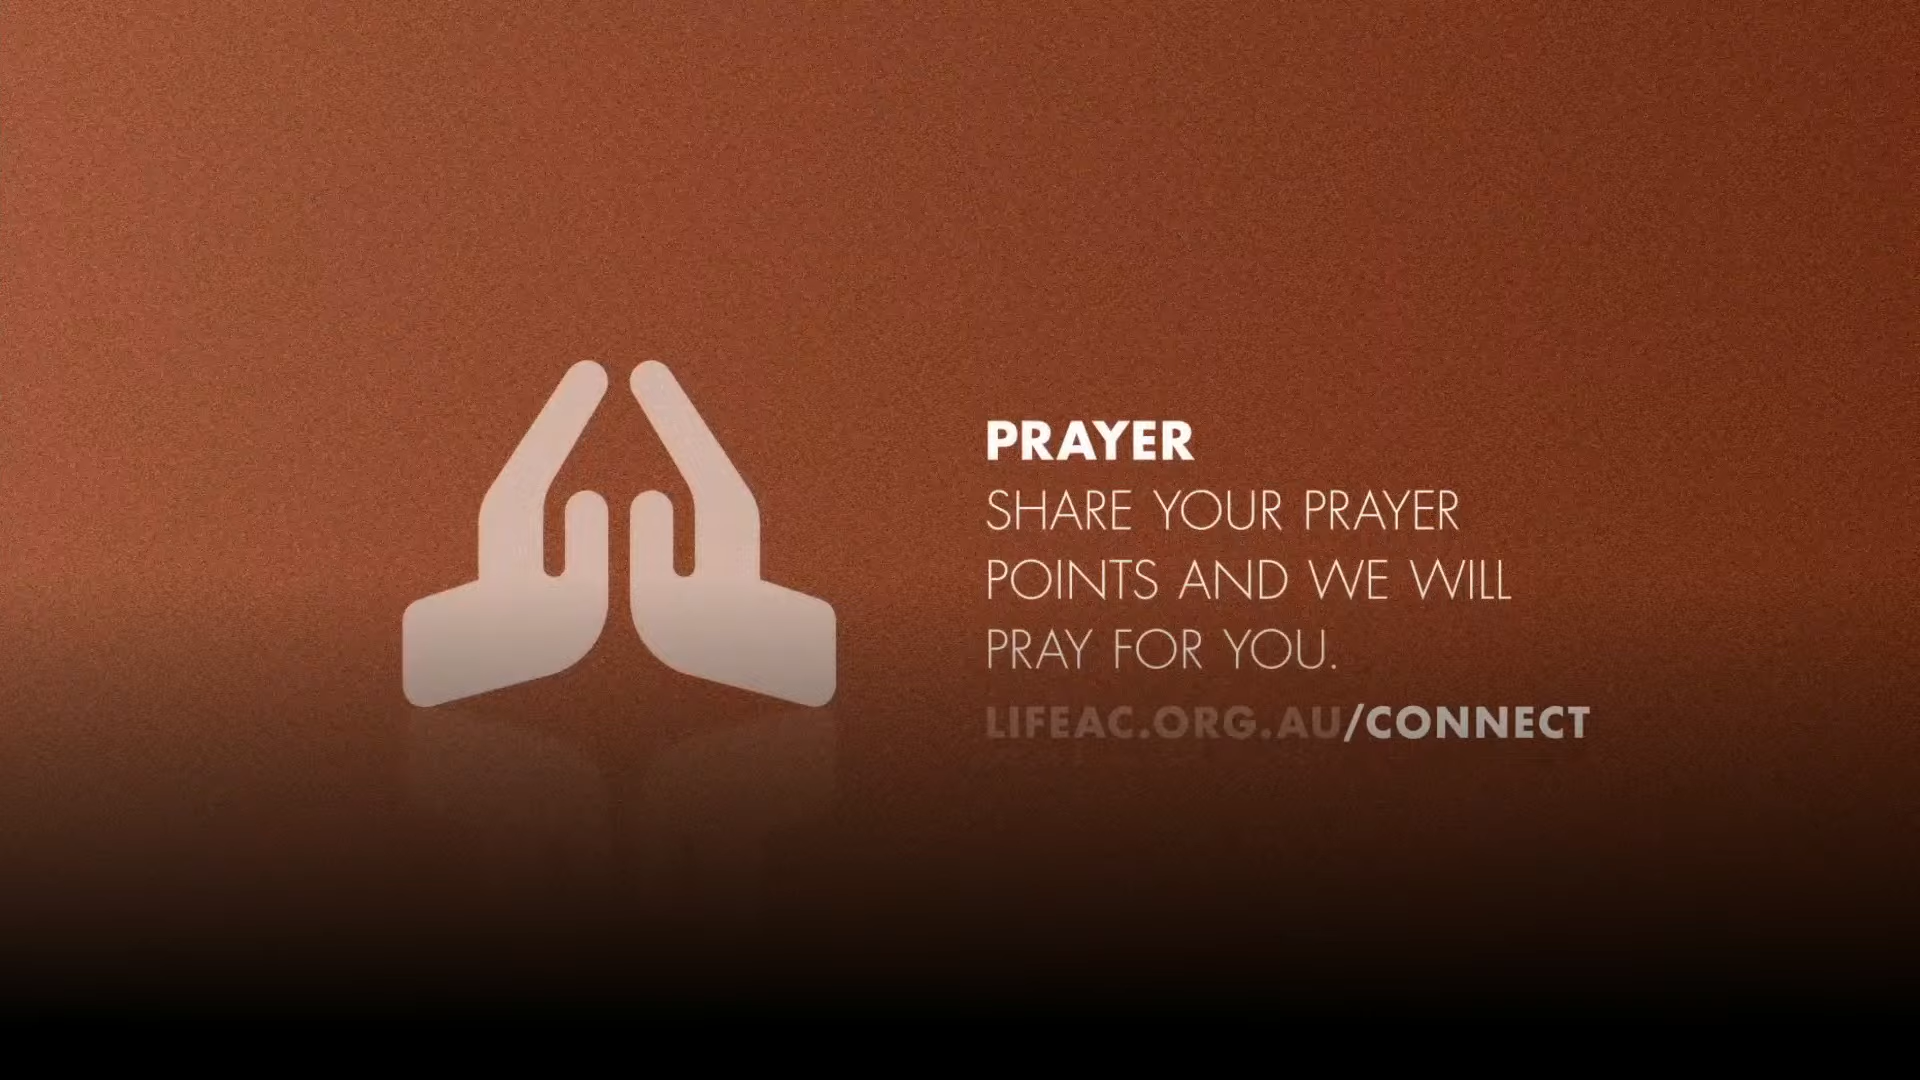 PRAYER
SHARE YOUR PRAYER
POINTS AND WE WILL
PRAY FOR YOU.
LIFEAC.ORG.AU/CONNECT